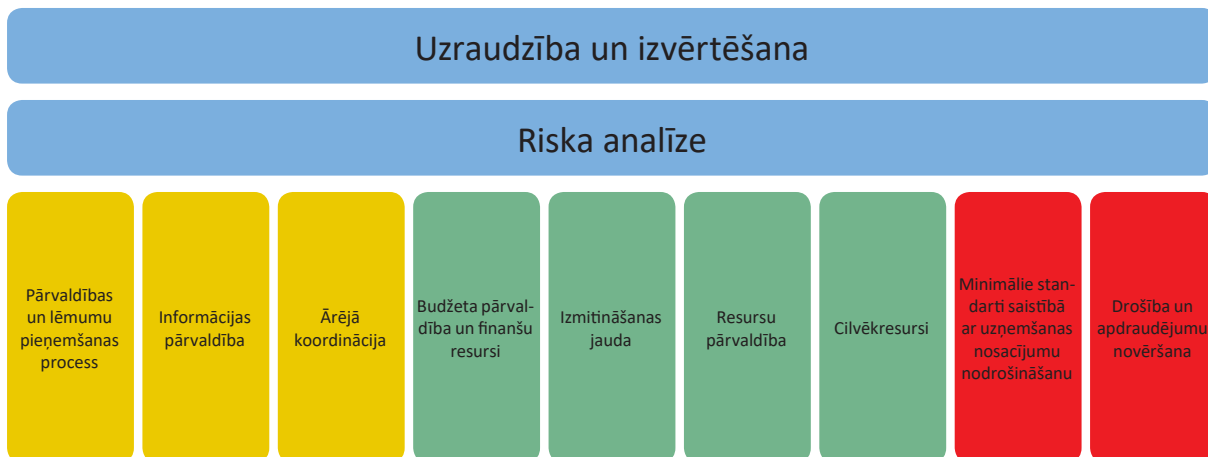 Uzraudzība un izvērtēšana
Riska analīze
Pārvaldības
un lēmumu
pieņemšanas
process
Informācijas
pārvaldība
Ārējā
koordinācija
Budžeta pārval-
dība un finanšu
resursi
Izmitināšanas
jauda
Resursu
pārvaldība
Cilvēkresursi
Minimālie stan-
darti saistībā
ar uzņemšanas
nosacījumu
nodrošināšanu
Drošība un
apdraudējumu
novēršana